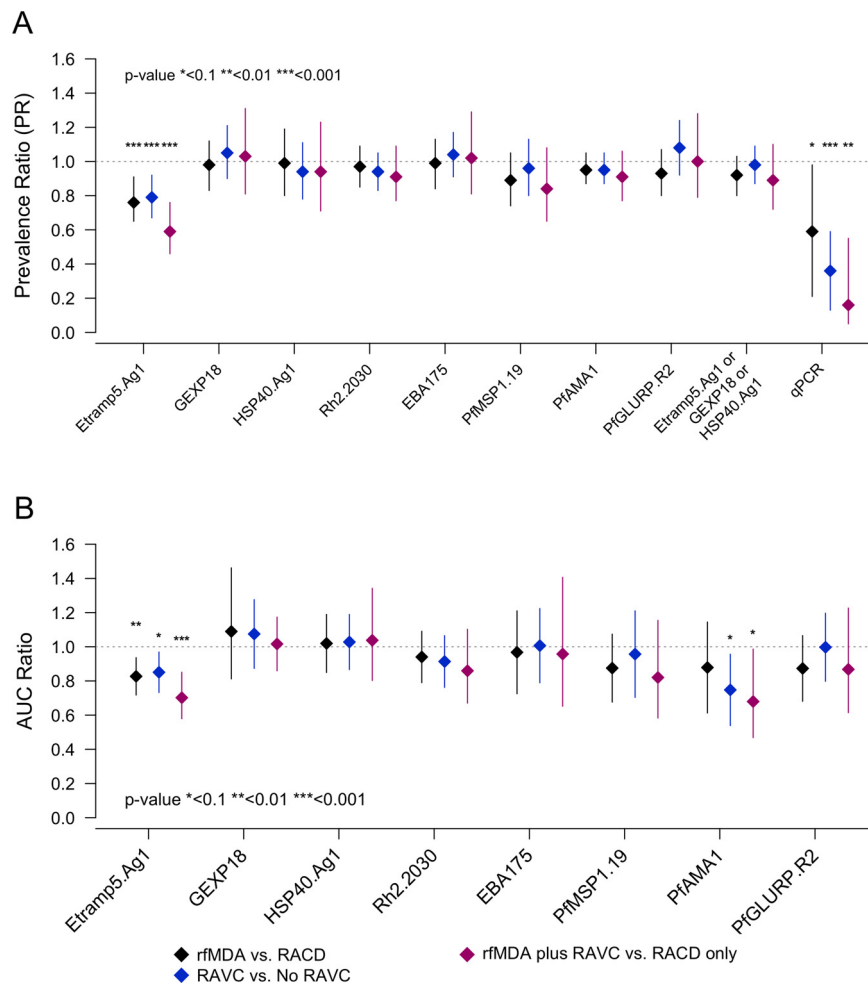 A
Prevalence Ratio (PR)
1.6
1.4
1.2
1.0
0.8
0.6
0.4
0.2
0.0
p-value *<0.1 **<0.01 ***<0.001
*** *** ***
* *** **
Etramp5.Ag1
GEXP18
HSP40.Ag1
Rh2.2030
EBA175
PfMSP1.19
PfAMA1
PfGLURP.R2
Etramp5.Ag1 or
GEXP18 or
HSP40.Ag1
qPCR
B
AUC Ratio
1.6
1.4
1.2
1.0
0.8
0.6
0.4
0.2
0.0
** * ***
* *
p-value *<0.1 **<0.01 ***<0.001
Etramp5.Ag1
GEXP18
HSP40.Ag1
Rh2.2030
EBA175
PfMSP1.19
PfAMA1
PfGLURP.R2
rfMDA vs. RACD
RAVC vs. No RAVC
rfMDA plus RAVC vs. RACD only